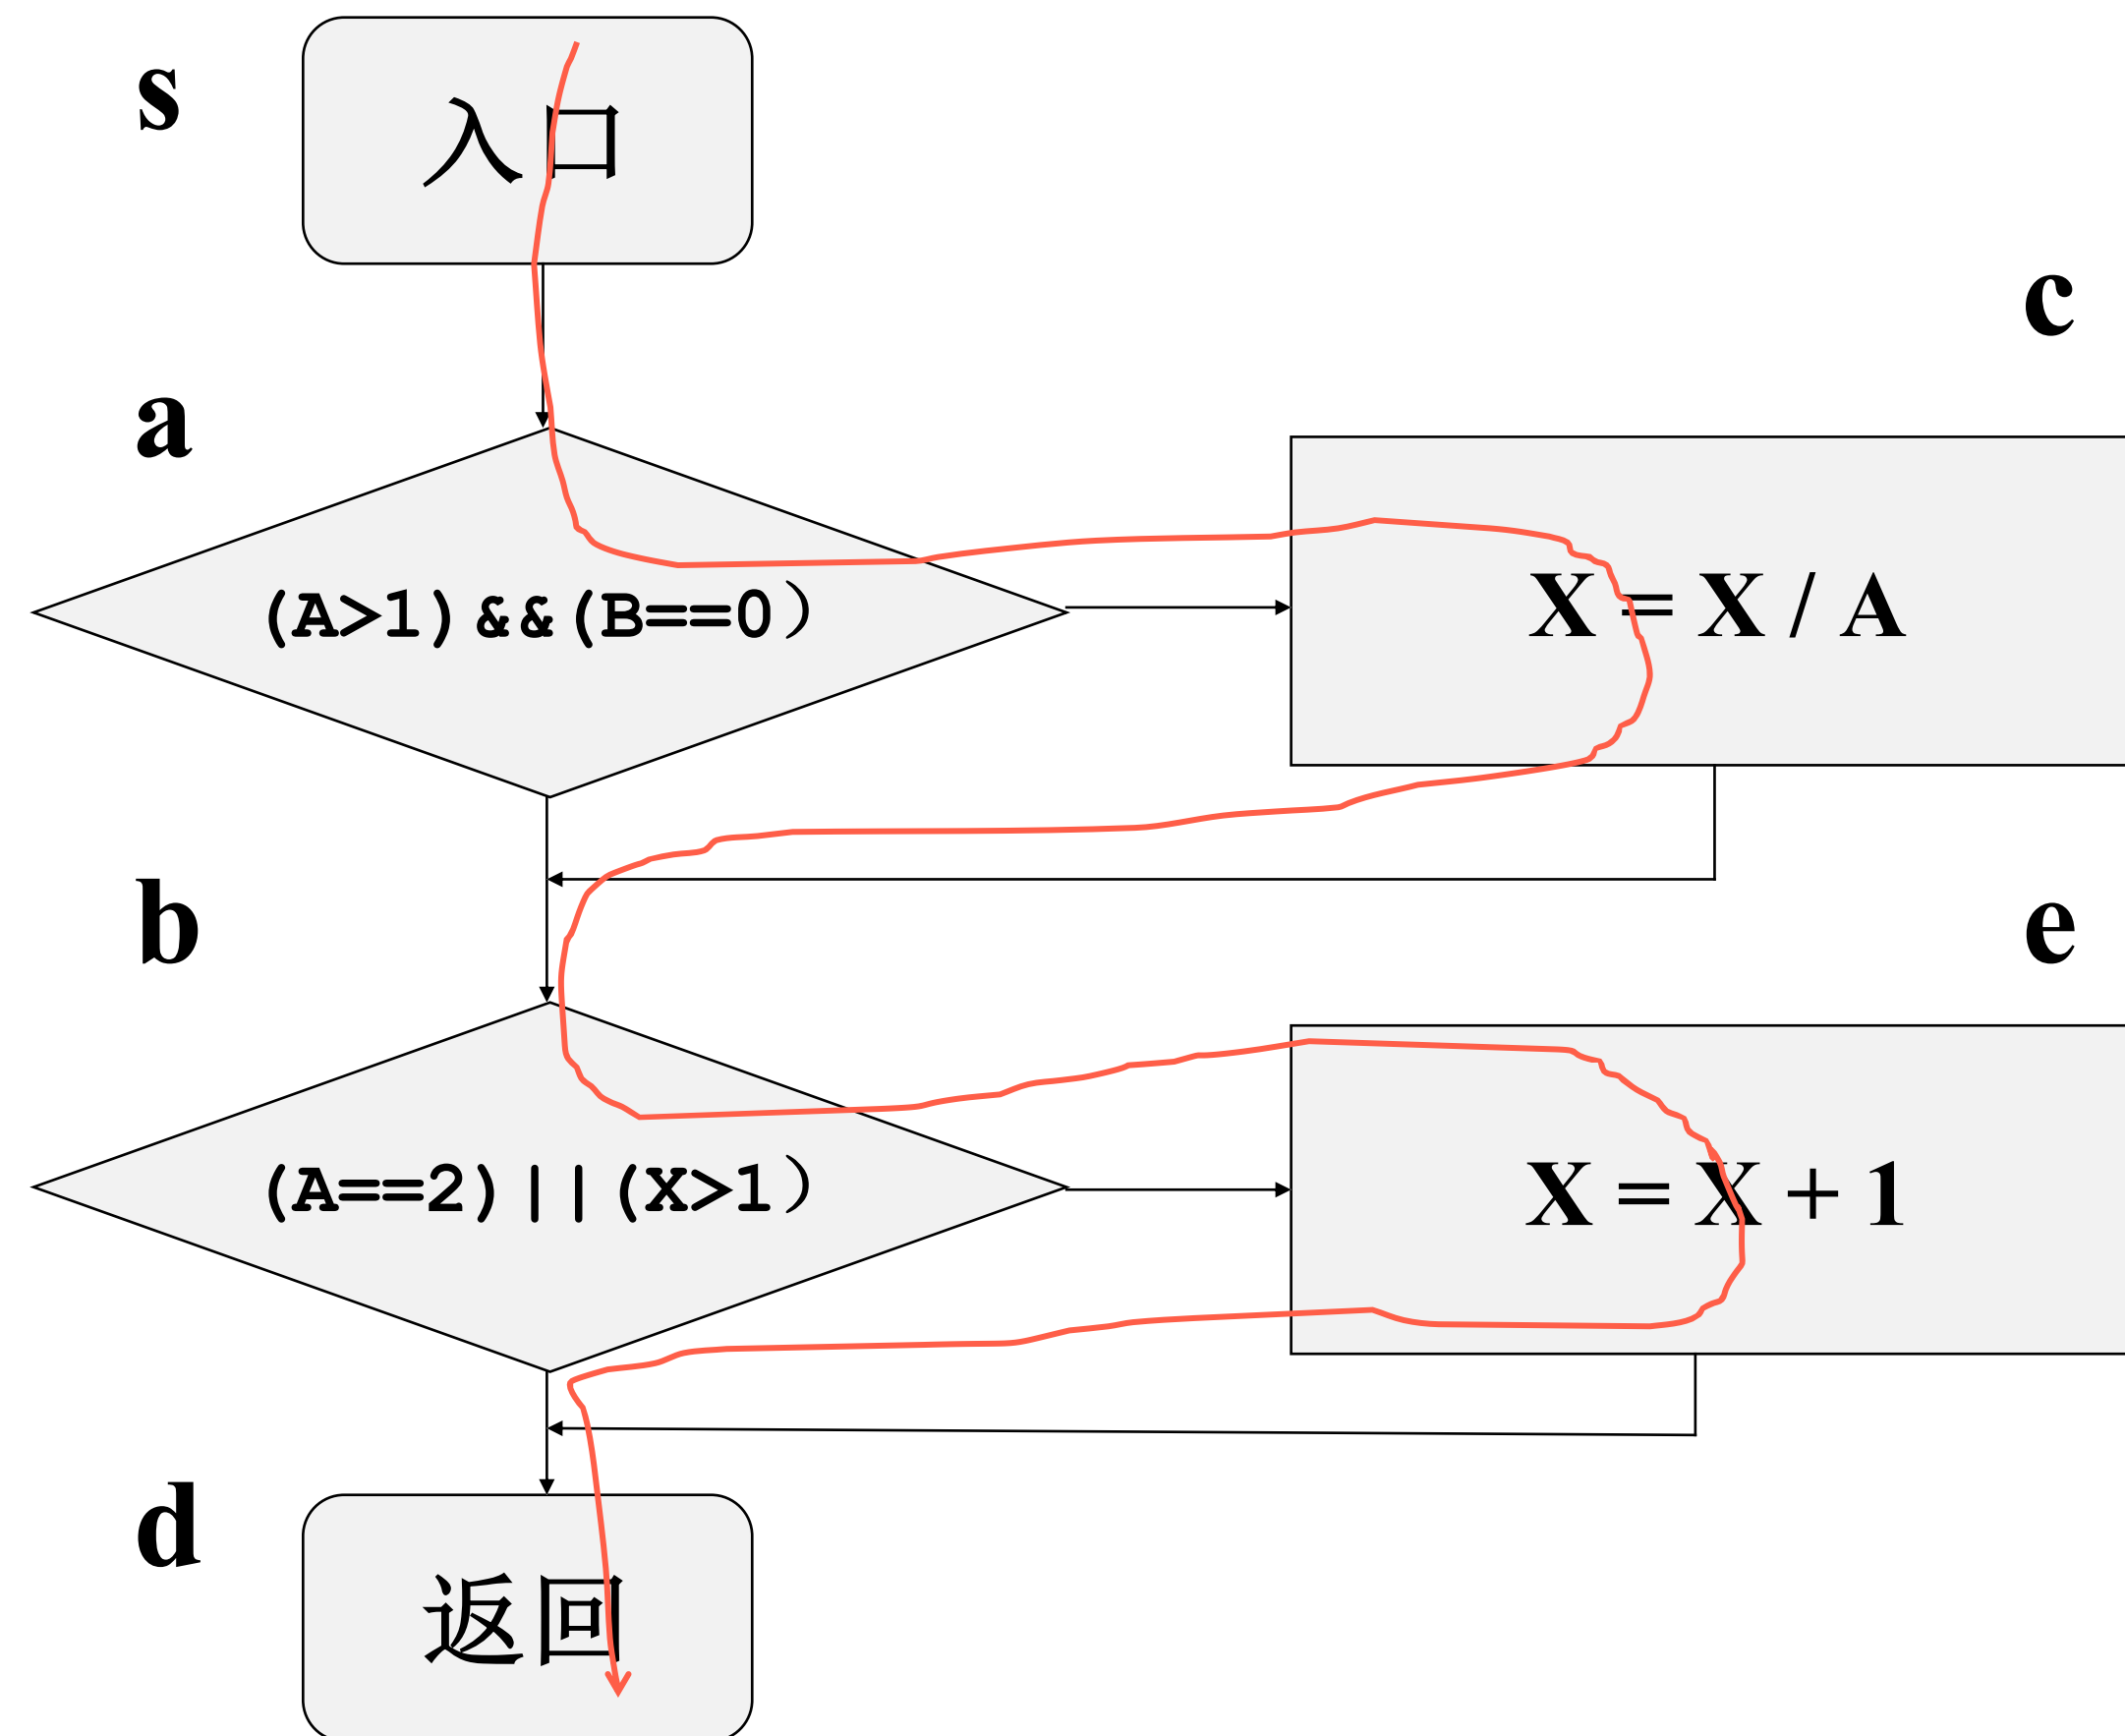 s
入口
c
a
(A>1)&&(B==0）
X = X / A
b
e
(A==2)||(X>1）
X = X + 1
d
返回